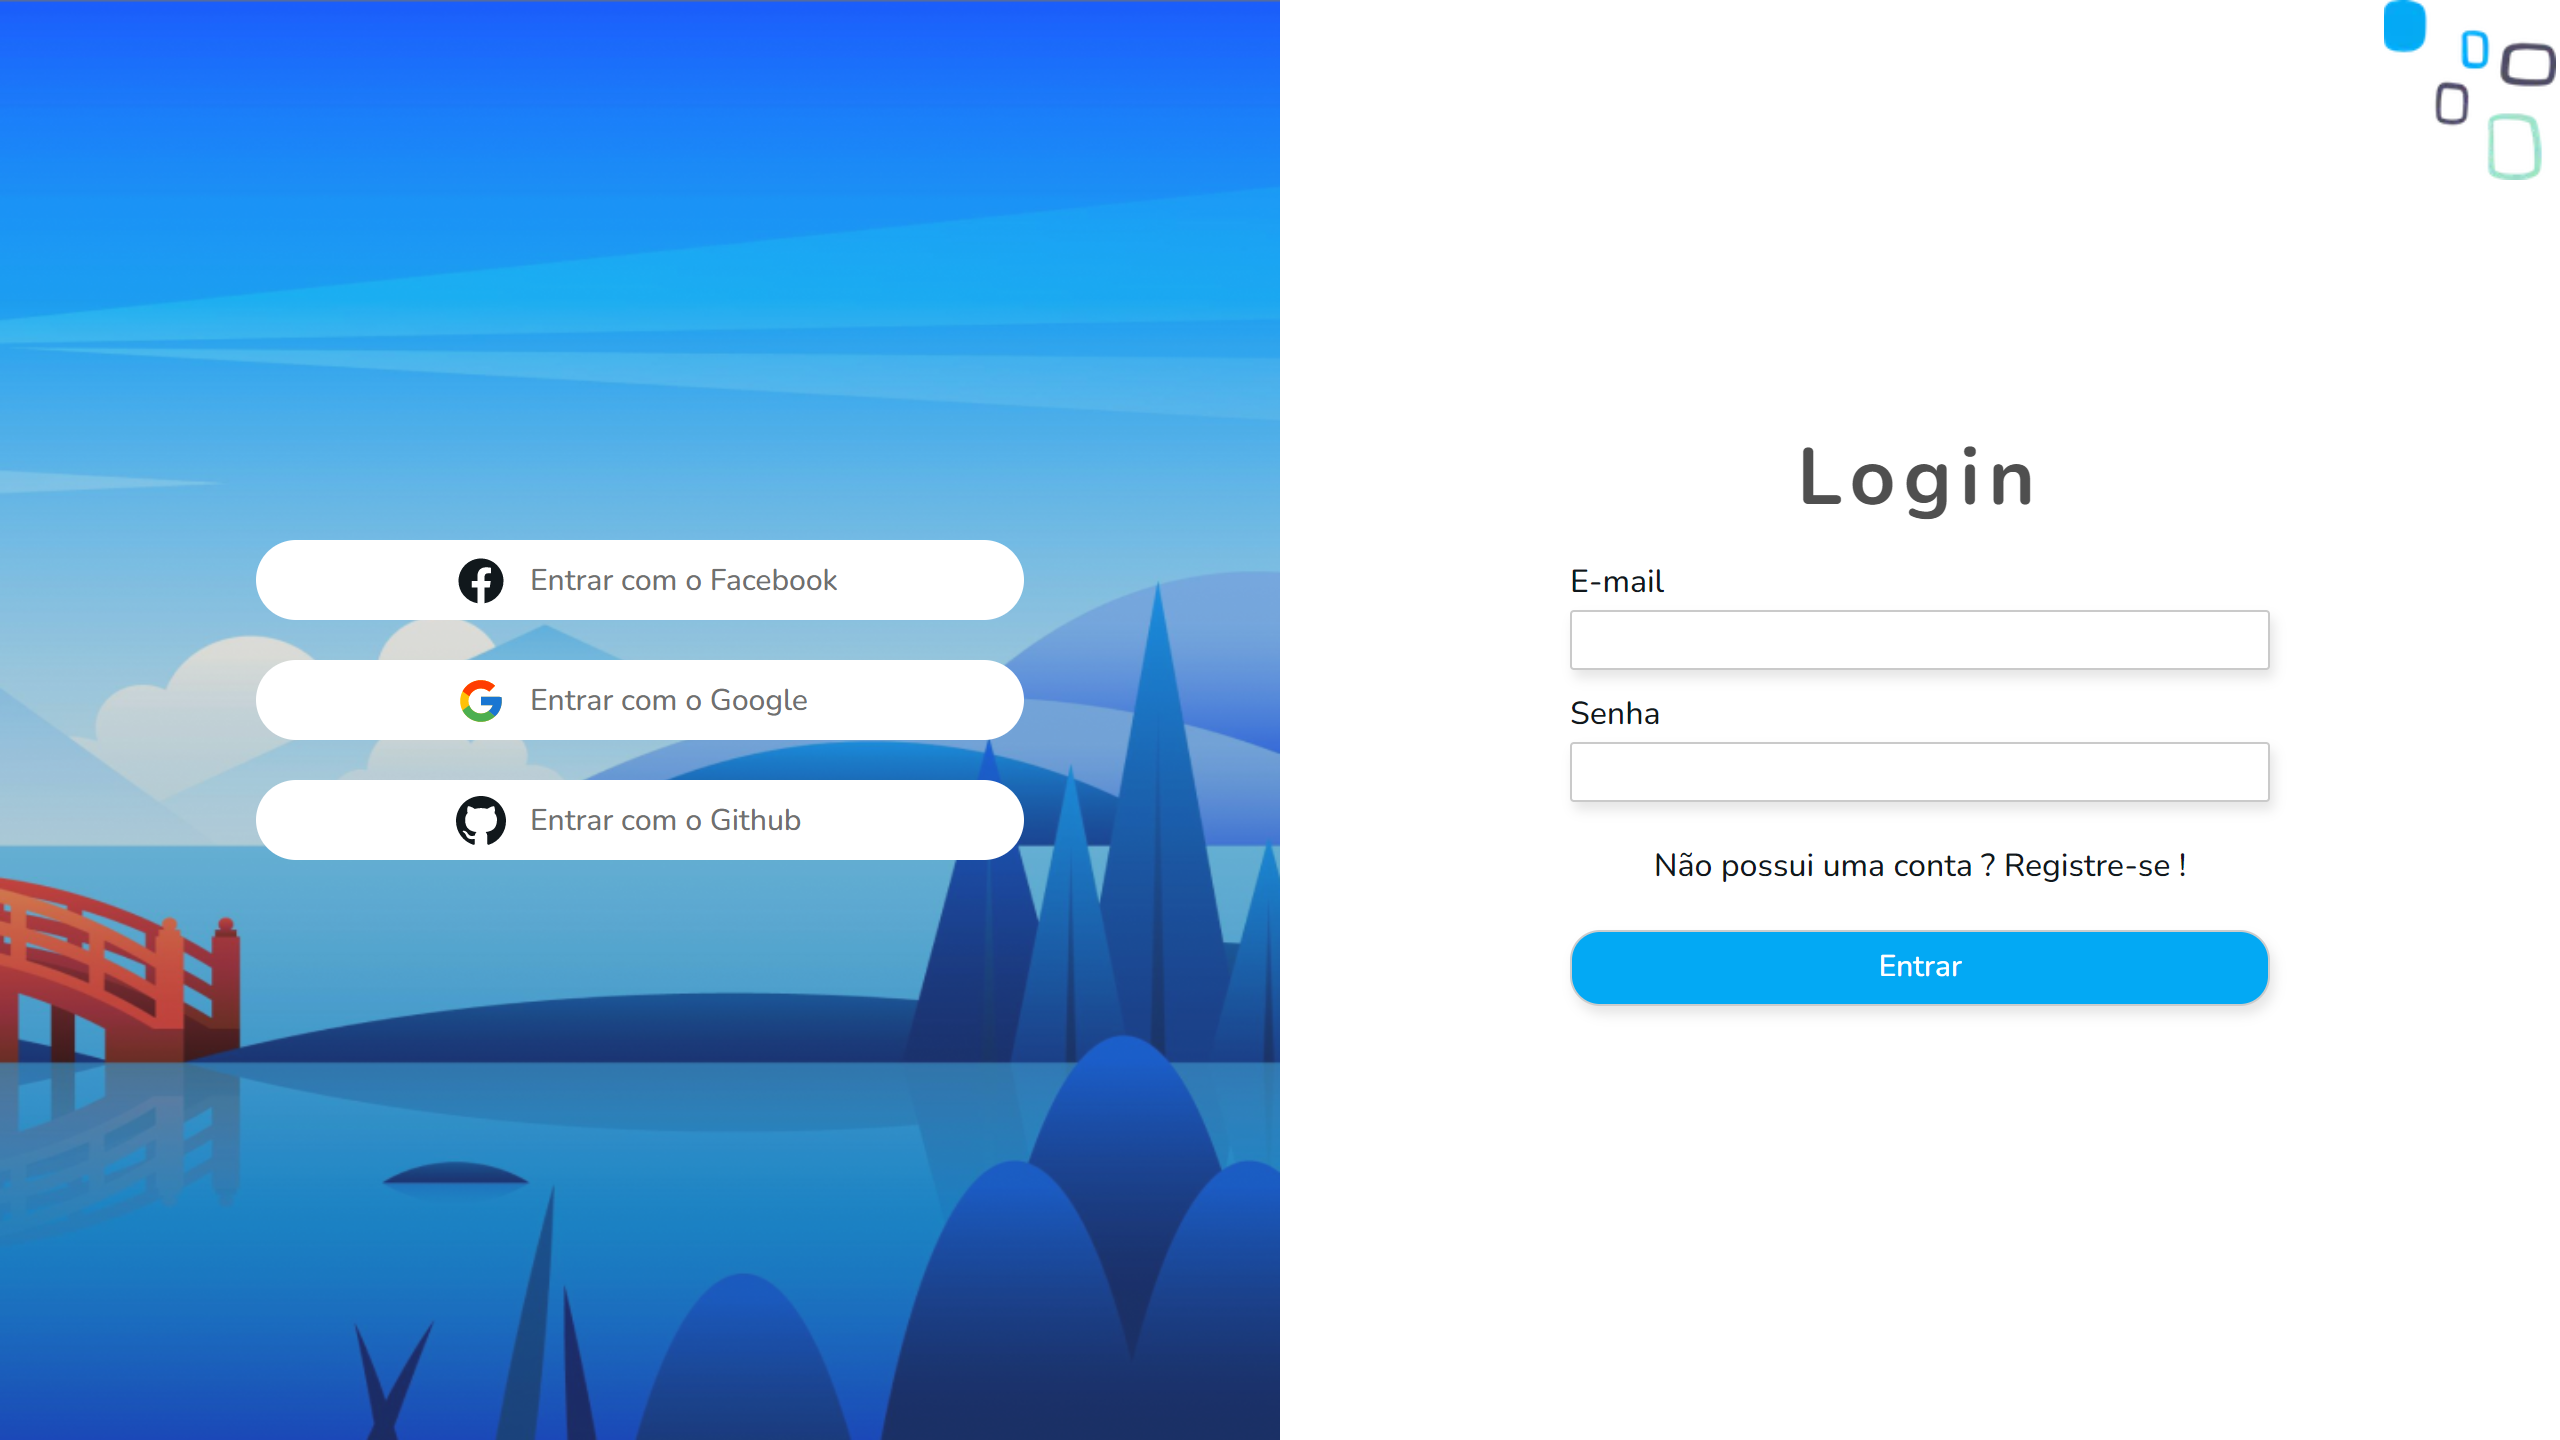 Entrar com o Facebook
Entrar com o Google
Entrar com o Github
Login
E-mail
Senha
Não possui uma conta ? Registre-se !
Entrar